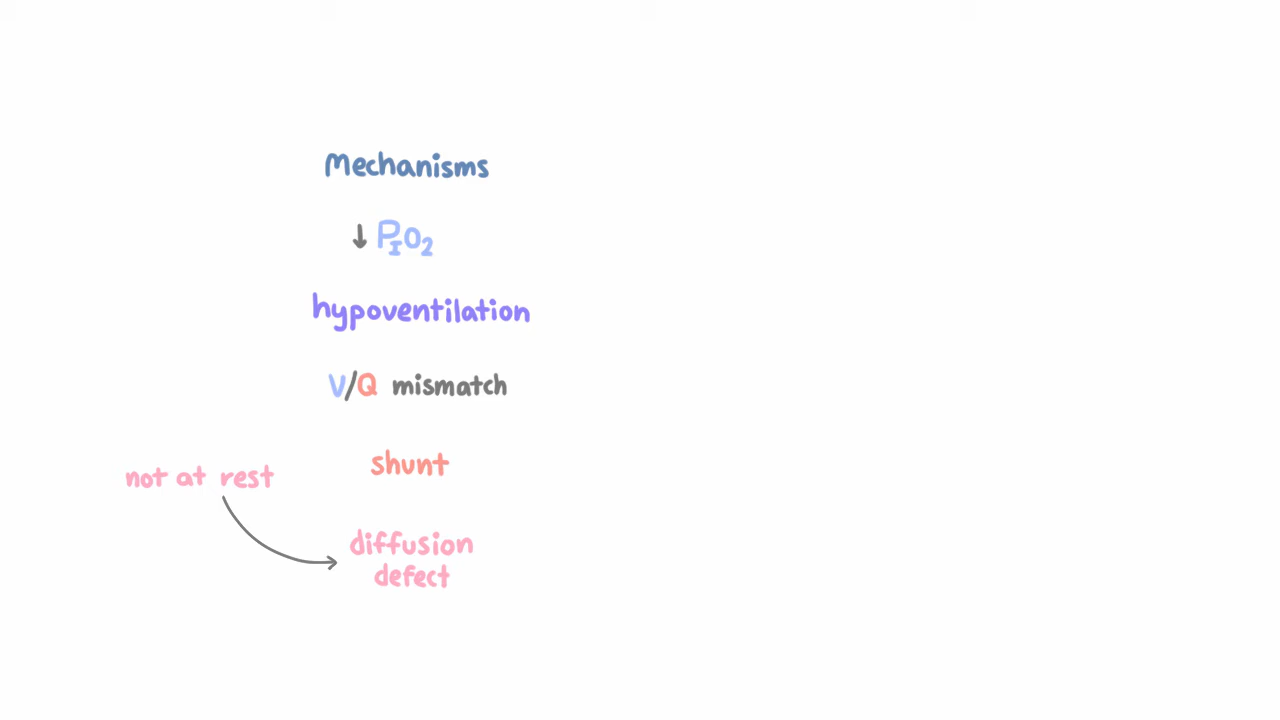 Mechanisms
↓ PIO2
hypoventilation
V/Q mismatch
shunt
not at rest
diffusion
defect